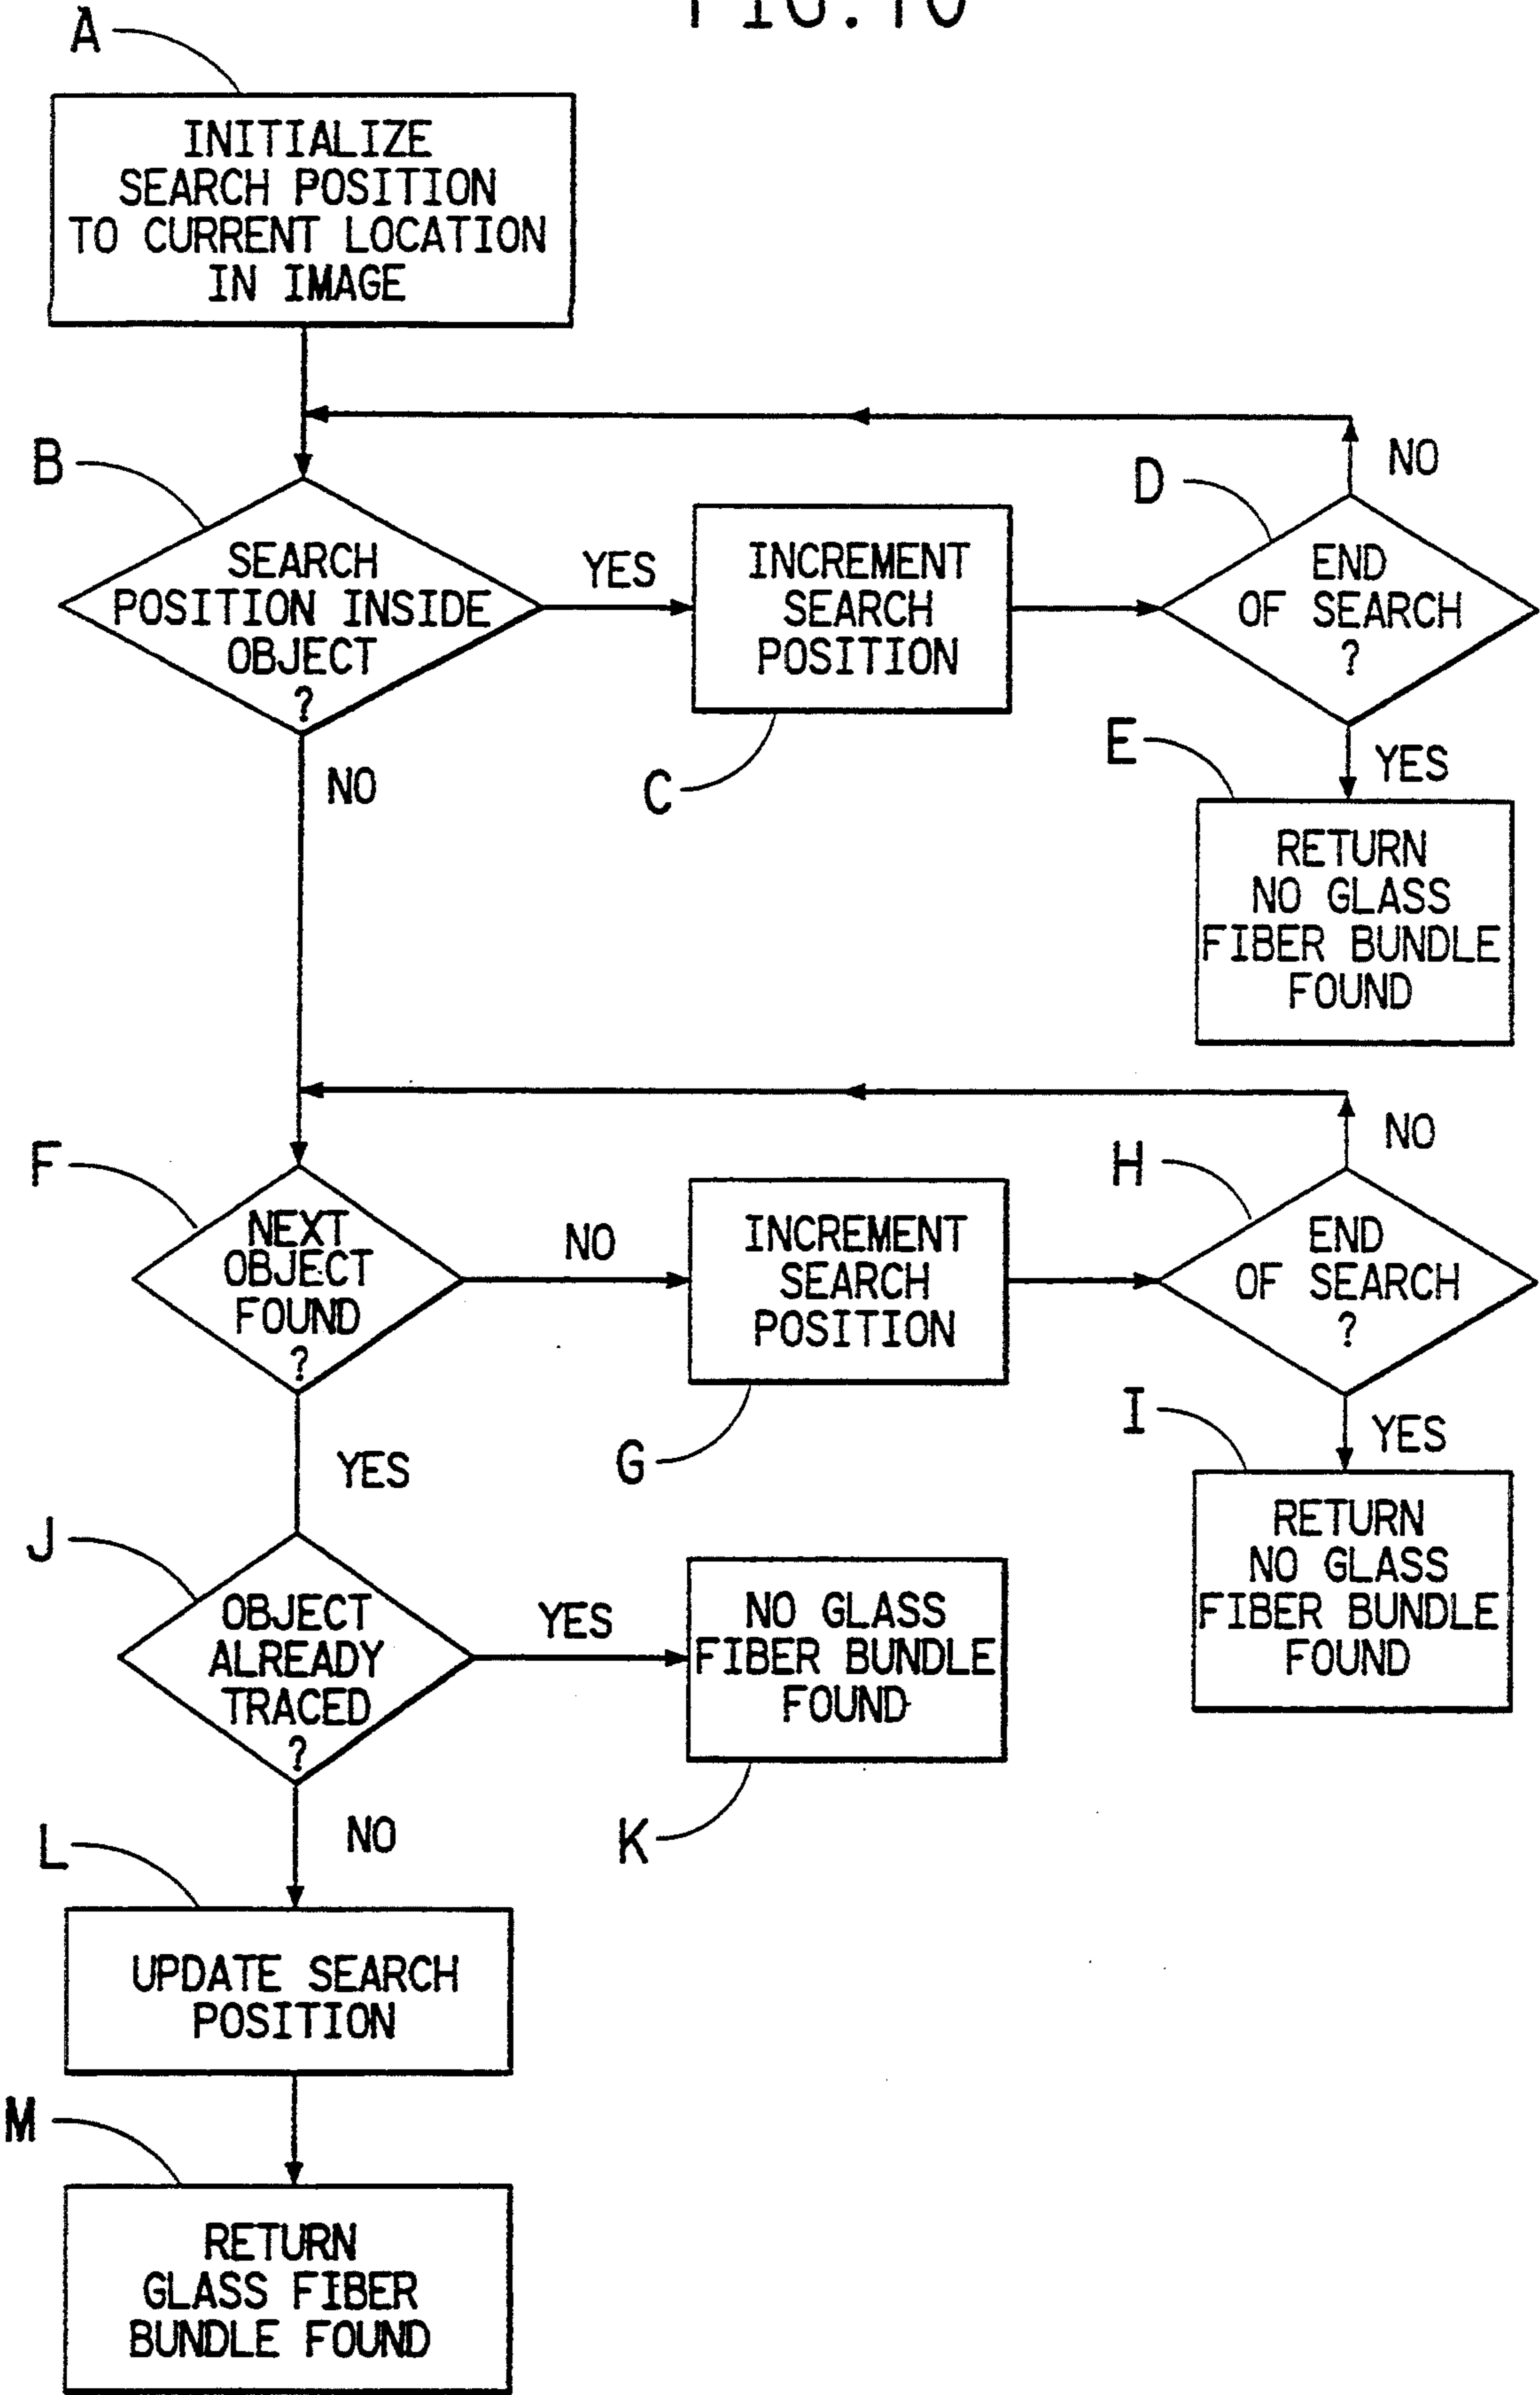 FIG. 10
A
INITIALIZE
SEARCH POSITION
TO CURRENT LOCATION
IN IMAGE
B
SEARCH
POSITION INSIDE
OBJECT
?
YES
NO
INCREMENT
SEARCH
POSITION
C
D
END
OF SEARCH
?
NO
YES
E
RETURN
NO GLASS
FIBER BUNDLE
FOUND
F
NEXT
OBJECT
FOUND
?
NO
YES
INCREMENT
SEARCH
POSITION
G
H
END
OF SEARCH
?
NO
YES
I
RETURN
NO GLASS
FIBER BUNDLE
FOUND
J
OBJECT
ALREADY
TRACED
?
YES
NO
NO GLASS
FIBER BUNDLE
FOUND
K
L
UPDATE SEARCH
POSITION
M
RETURN
GLASS FIBER
BUNDLE FOUND